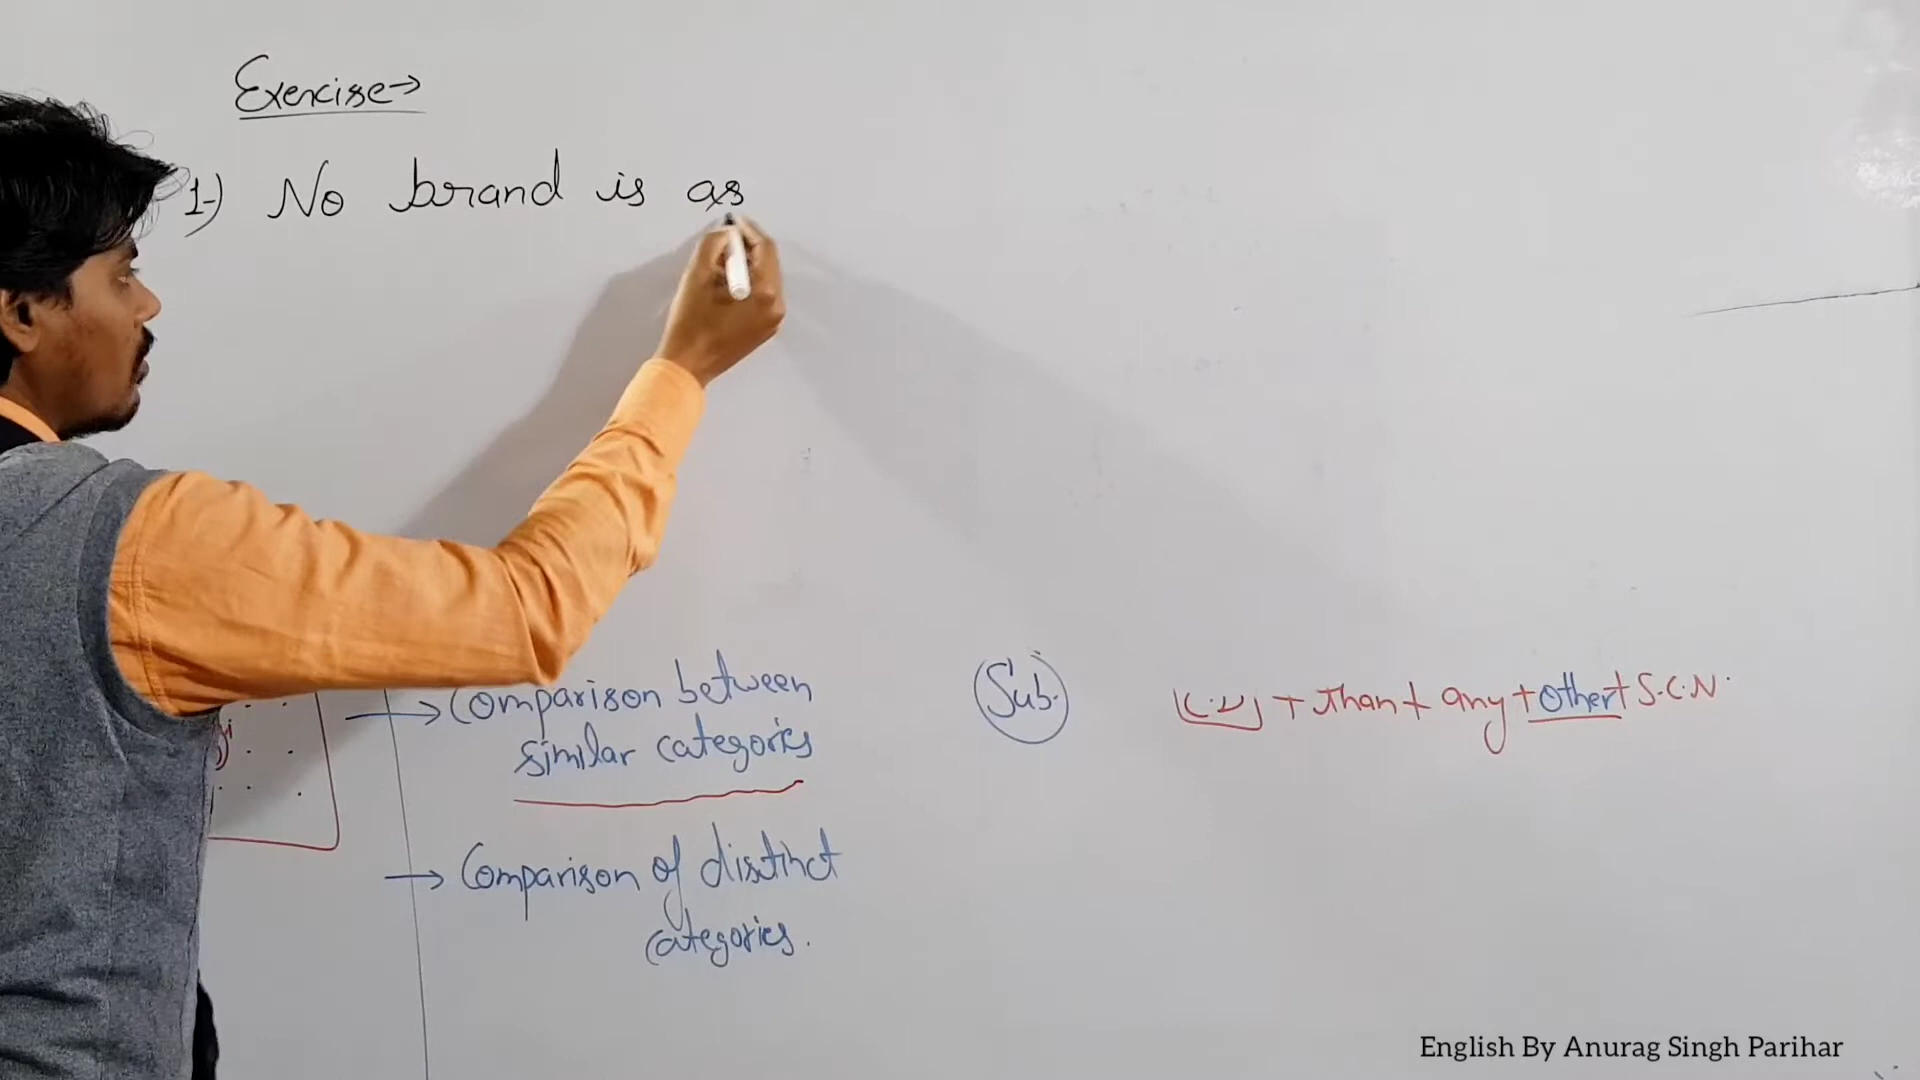 Exercise→
1-) No brand is as
→ Comparison between
similar categories
Sub. C.D + than + any + other + S.C.N.
→ Comparison of distinct
categories.
English By Anurag Singh Parihar